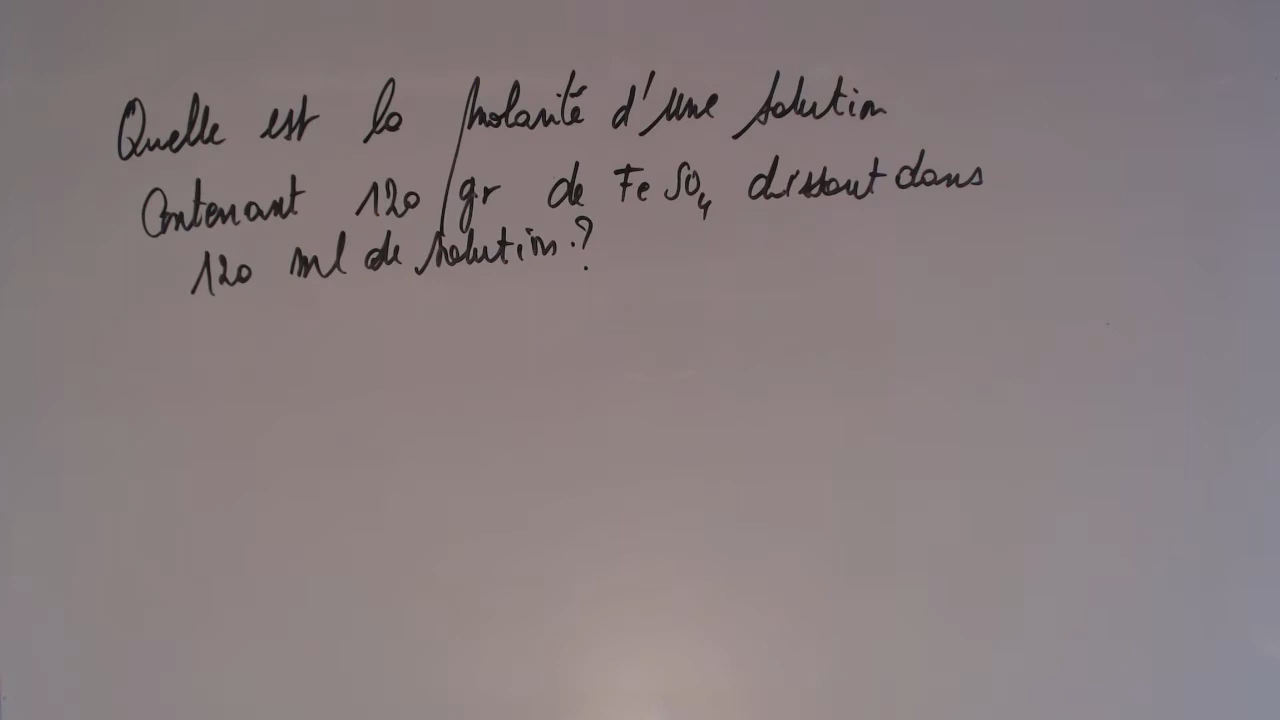 Quelle est la molarité d'une solution
Contenant 120 gr de FeSO₄ dissout dans
120 ml de solution.?